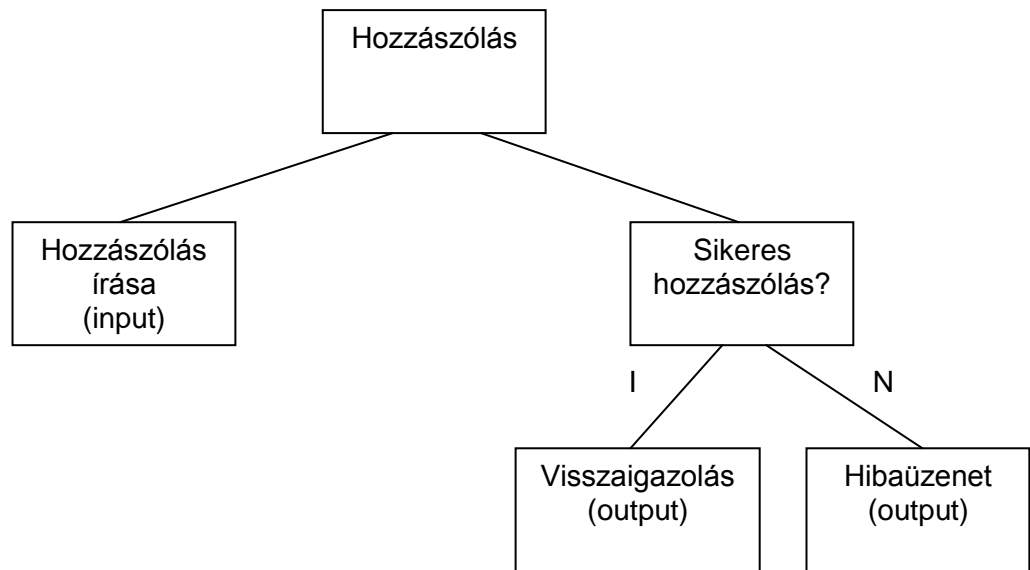 Hozzászólás
Hozzászólás
írása
(input)
Sikeres
hozzászólás?
I
N
Visszaigazolás
(output)
Hibaüzenet
(output)